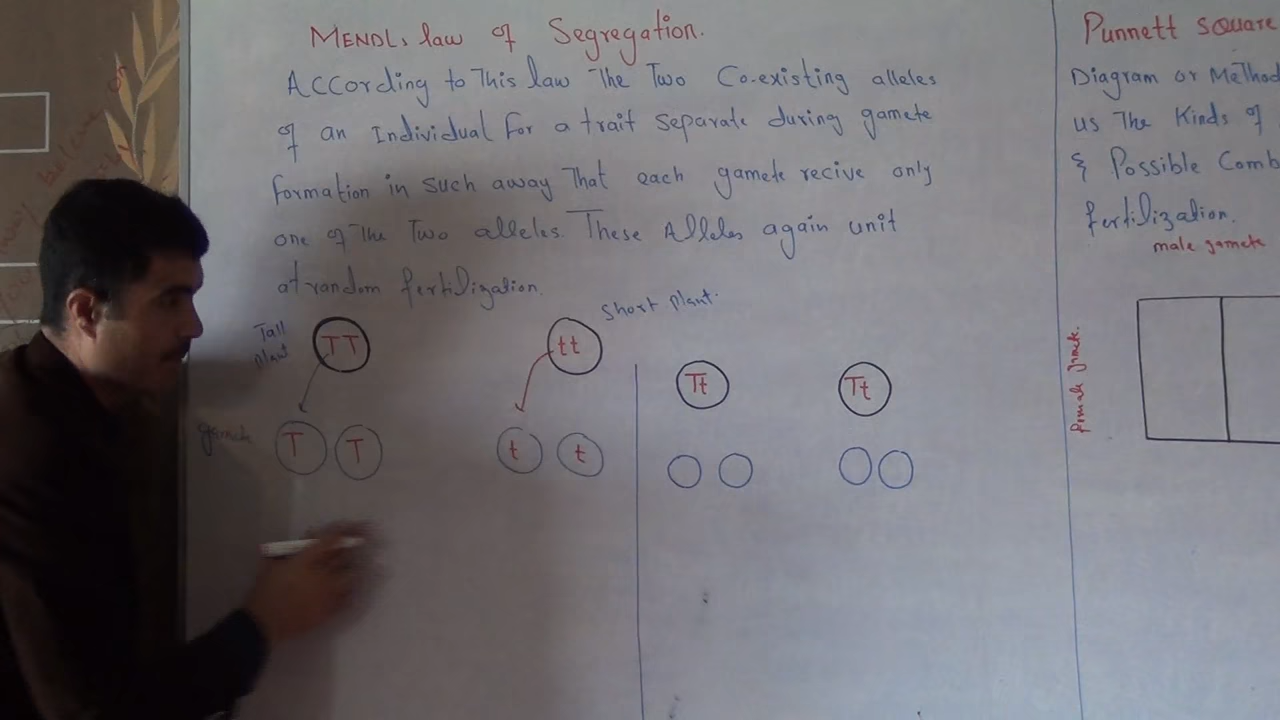 MENDL,s law of Segregation.
ACCording to This law The Two Co-existing alleles
of an Individual for a trait separate during gamete
formation in such away That each gamete recive only
one of The Two alleles. These Alleles again unit
at random fertilization.
Tall
plant
TT
tt
short plant.
Tt
Tt
gamete
T
T
t
t
Punnett square
Diagram or Method
us The Kinds of
& Possible Comb
fertilization.
male gamete